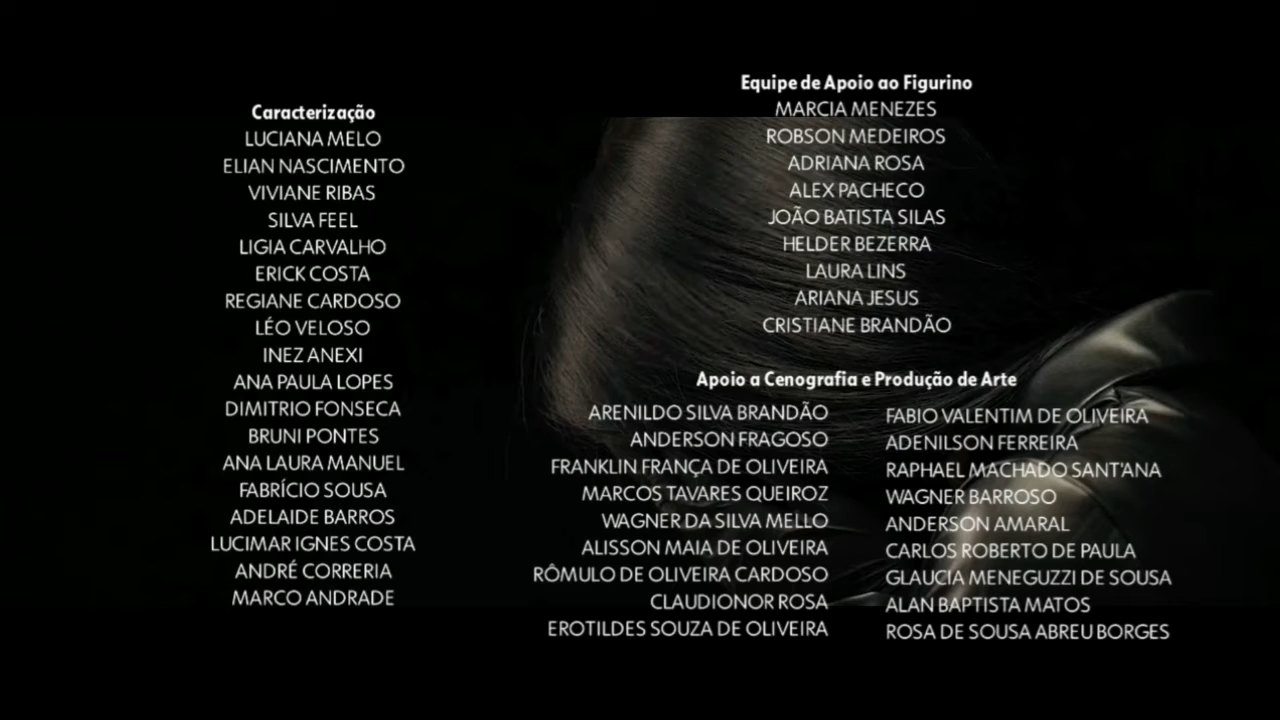 Caracterização
LUCIANA MELO
ELIAN NASCIMENTO
VIVIANE RIBAS
SILVA FEEL
LIGIA CARVALHO
ERICK COSTA
REGIANE CARDOSO
LÉO VELOSO
INEZ ANEXI
ANA PAULA LOPES
DIMITRIO FONSECA
BRUNI PONTES
ANA LAURA MANUEL
FABRÍCIO SOUSA
ADELAIDE BARROS
LUCIMAR IGNES COSTA
ANDRÉ CORRERIA
MARCO ANDRADE
Equipe de Apoio ao Figurino
MARCIA MENEZES
ROBSON MEDEIROS
ADRIANA ROSA
ALEX PACHECO
JOÃO BATISTA SILAS
HELDER BEZERRA
LAURA LINS
ARIANA JESUS
CRISTIANE BRANDÃO
Apoio a Cenografia e Produção de Arte
ARENILDO SILVA BRANDÃO
ANDERSON FRAGOSO
FRANKLIN FRANÇA DE OLIVEIRA
MARCOS TAVARES QUEIROZ
WAGNER DA SILVA MELLO
ALISSON MAIA DE OLIVEIRA
RÔMULO DE OLIVEIRA CARDOSO
CLAUDIONOR ROSA
EROTILDES SOUZA DE OLIVEIRA
FABIO VALENTIM DE OLIVEIRA
ADENILSON FERREIRA
RAPHAEL MACHADO SANT'ANA
WAGNER BARROSO
ANDERSON AMARAL
CARLOS ROBERTO DE PAULA
GLAUCIA MENEGUZZI DE SOUSA
ALAN BAPTISTA MATOS
ROSA DE SOUSA ABREU BORGES